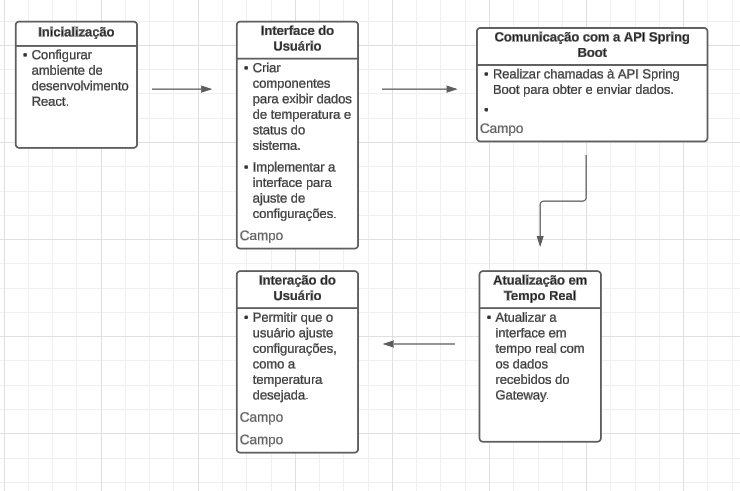 Inicialização
• Configurar
ambiente de
desenvolvimento
React.
Interface do
Usuário
• Criar
componentes
para exibir dados
de temperatura e
status do
sistema.
• Implementar a
interface para
ajuste de
configurações.
Campo
Comunicação com a API Spring
Boot
• Realizar chamadas à API Spring
Boot para obter e enviar dados.
•
Campo
Atualização em
Tempo Real
• Atualizar a
interface em
tempo real com
os dados
recebidos do
Gateway.
Interação do
Usuário
• Permitir que o
usuário ajuste
configurações,
como a
temperatura
desejada.
Campo
Campo